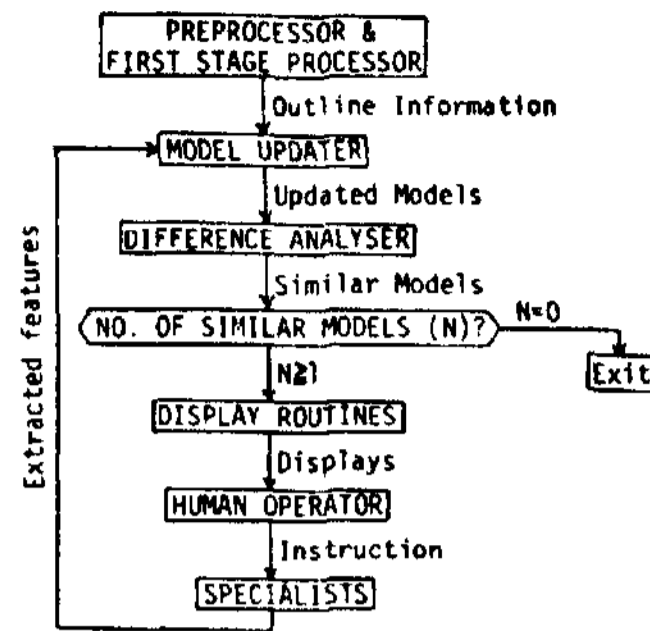 PREPROCESSOR &
FIRST STAGE PROCESSOR
Outline Information
MODEL UPDATER
Updated Models
DIFFERENCE ANALYSER
Similar Models
NO. OF SIMILAR MODELS (N)?
N=0
Exit
N≧1
DISPLAY ROUTINES
Displays
HUMAN OPERATOR
Instruction
SPECIALISTS
Extracted features